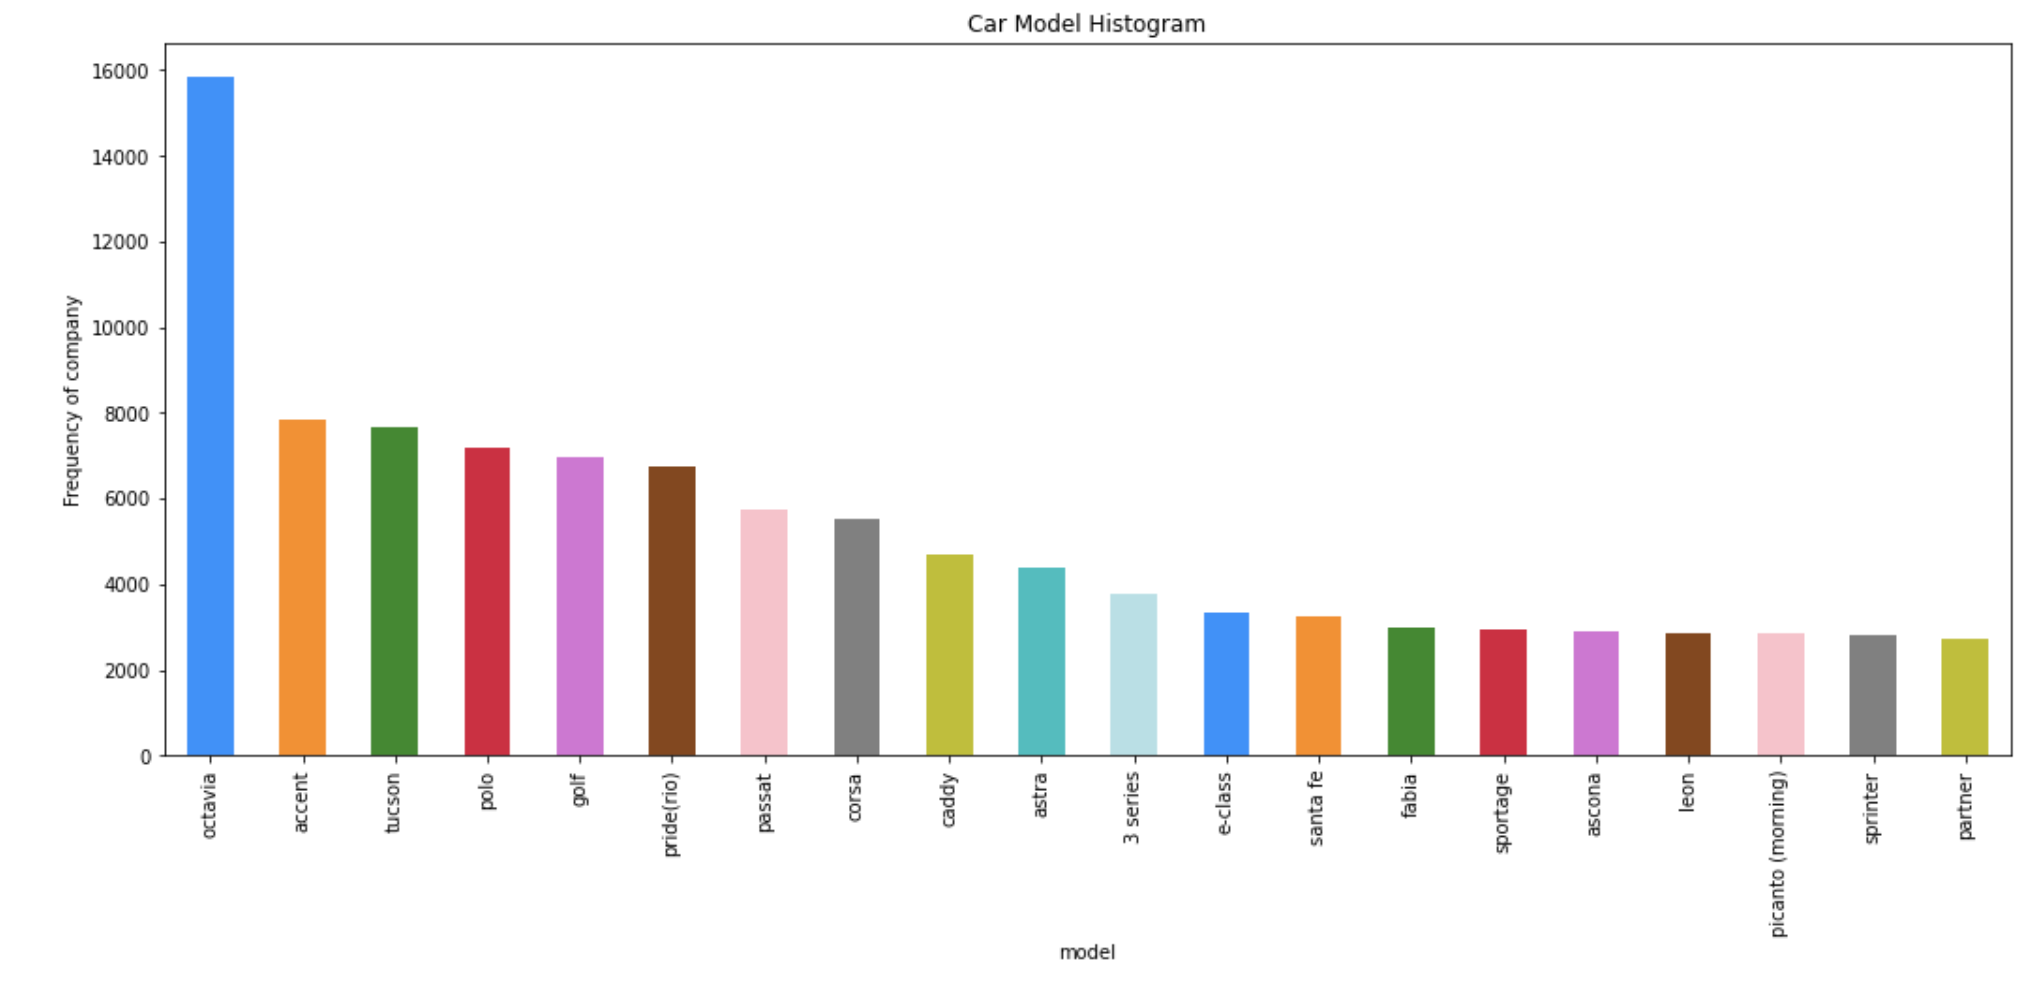 Car Model Histogram
Frequency of company
16000
14000
12000
10000
8000
6000
4000
2000
0
octavia
accent
tucson
polo
golf
pride(rio)
passat
corsa
caddy
astra
3 series
e-class
santa fe
fabia
sportage
ascona
leon
picanto (morning)
sprinter
partner
model